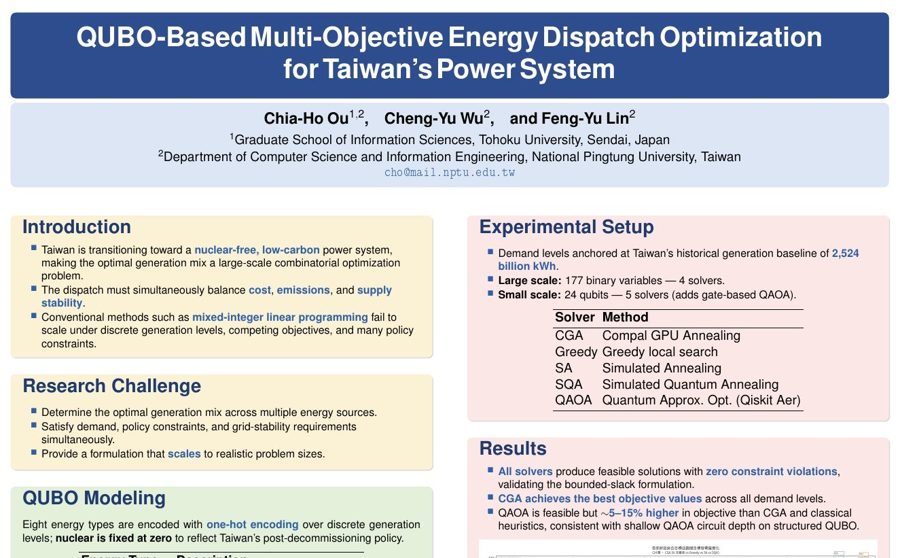 QUBO-Based Multi-Objective Energy Dispatch Optimization
for Taiwan's Power System
Chia-Ho Ou1,2, Cheng-Yu Wu2, and Feng-Yu Lin2
1Graduate School of Information Sciences, Tohoku University, Sendai, Japan
2Department of Computer Science and Information Engineering, National Pingtung University, Taiwan
cho@mail.nptu.edu.tw
Introduction
Taiwan is transitioning toward a nuclear-free, low-carbon power system,
making the optimal generation mix a large-scale combinatorial optimization
problem.
The dispatch must simultaneously balance cost, emissions, and supply
stability.
Conventional methods such as mixed-integer linear programming fail to
scale under discrete generation levels, competing objectives, and many policy
constraints.
Research Challenge
Determine the optimal generation mix across multiple energy sources.
Satisfy demand, policy constraints, and grid-stability requirements
simultaneously.
Provide a formulation that scales to realistic problem sizes.
QUBO Modeling
Eight energy types are encoded with one-hot encoding over discrete generation
levels; nuclear is fixed at zero to reflect Taiwan's post-decommissioning policy.
Energy Type Description
Experimental Setup
Demand levels anchored at Taiwan's historical generation baseline of 2,524
billion kWh.
Large scale: 177 binary variables — 4 solvers.
Small scale: 24 qubits — 5 solvers (adds gate-based QAOA).
Solver Method
CGA Compal GPU Annealing
Greedy Greedy local search
SA Simulated Annealing
SQA Simulated Quantum Annealing
QAOA Quantum Approx. Opt. (Qiskit Aer)
Results
All solvers produce feasible solutions with zero constraint violations,
validating the bounded-slack formulation.
CGA achieves the best objective values across all demand levels.
QAOA is feasible but ~5–15% higher in objective than CGA and classical
heuristics, consistent with shallow QAOA circuit depth on structured QUBO.